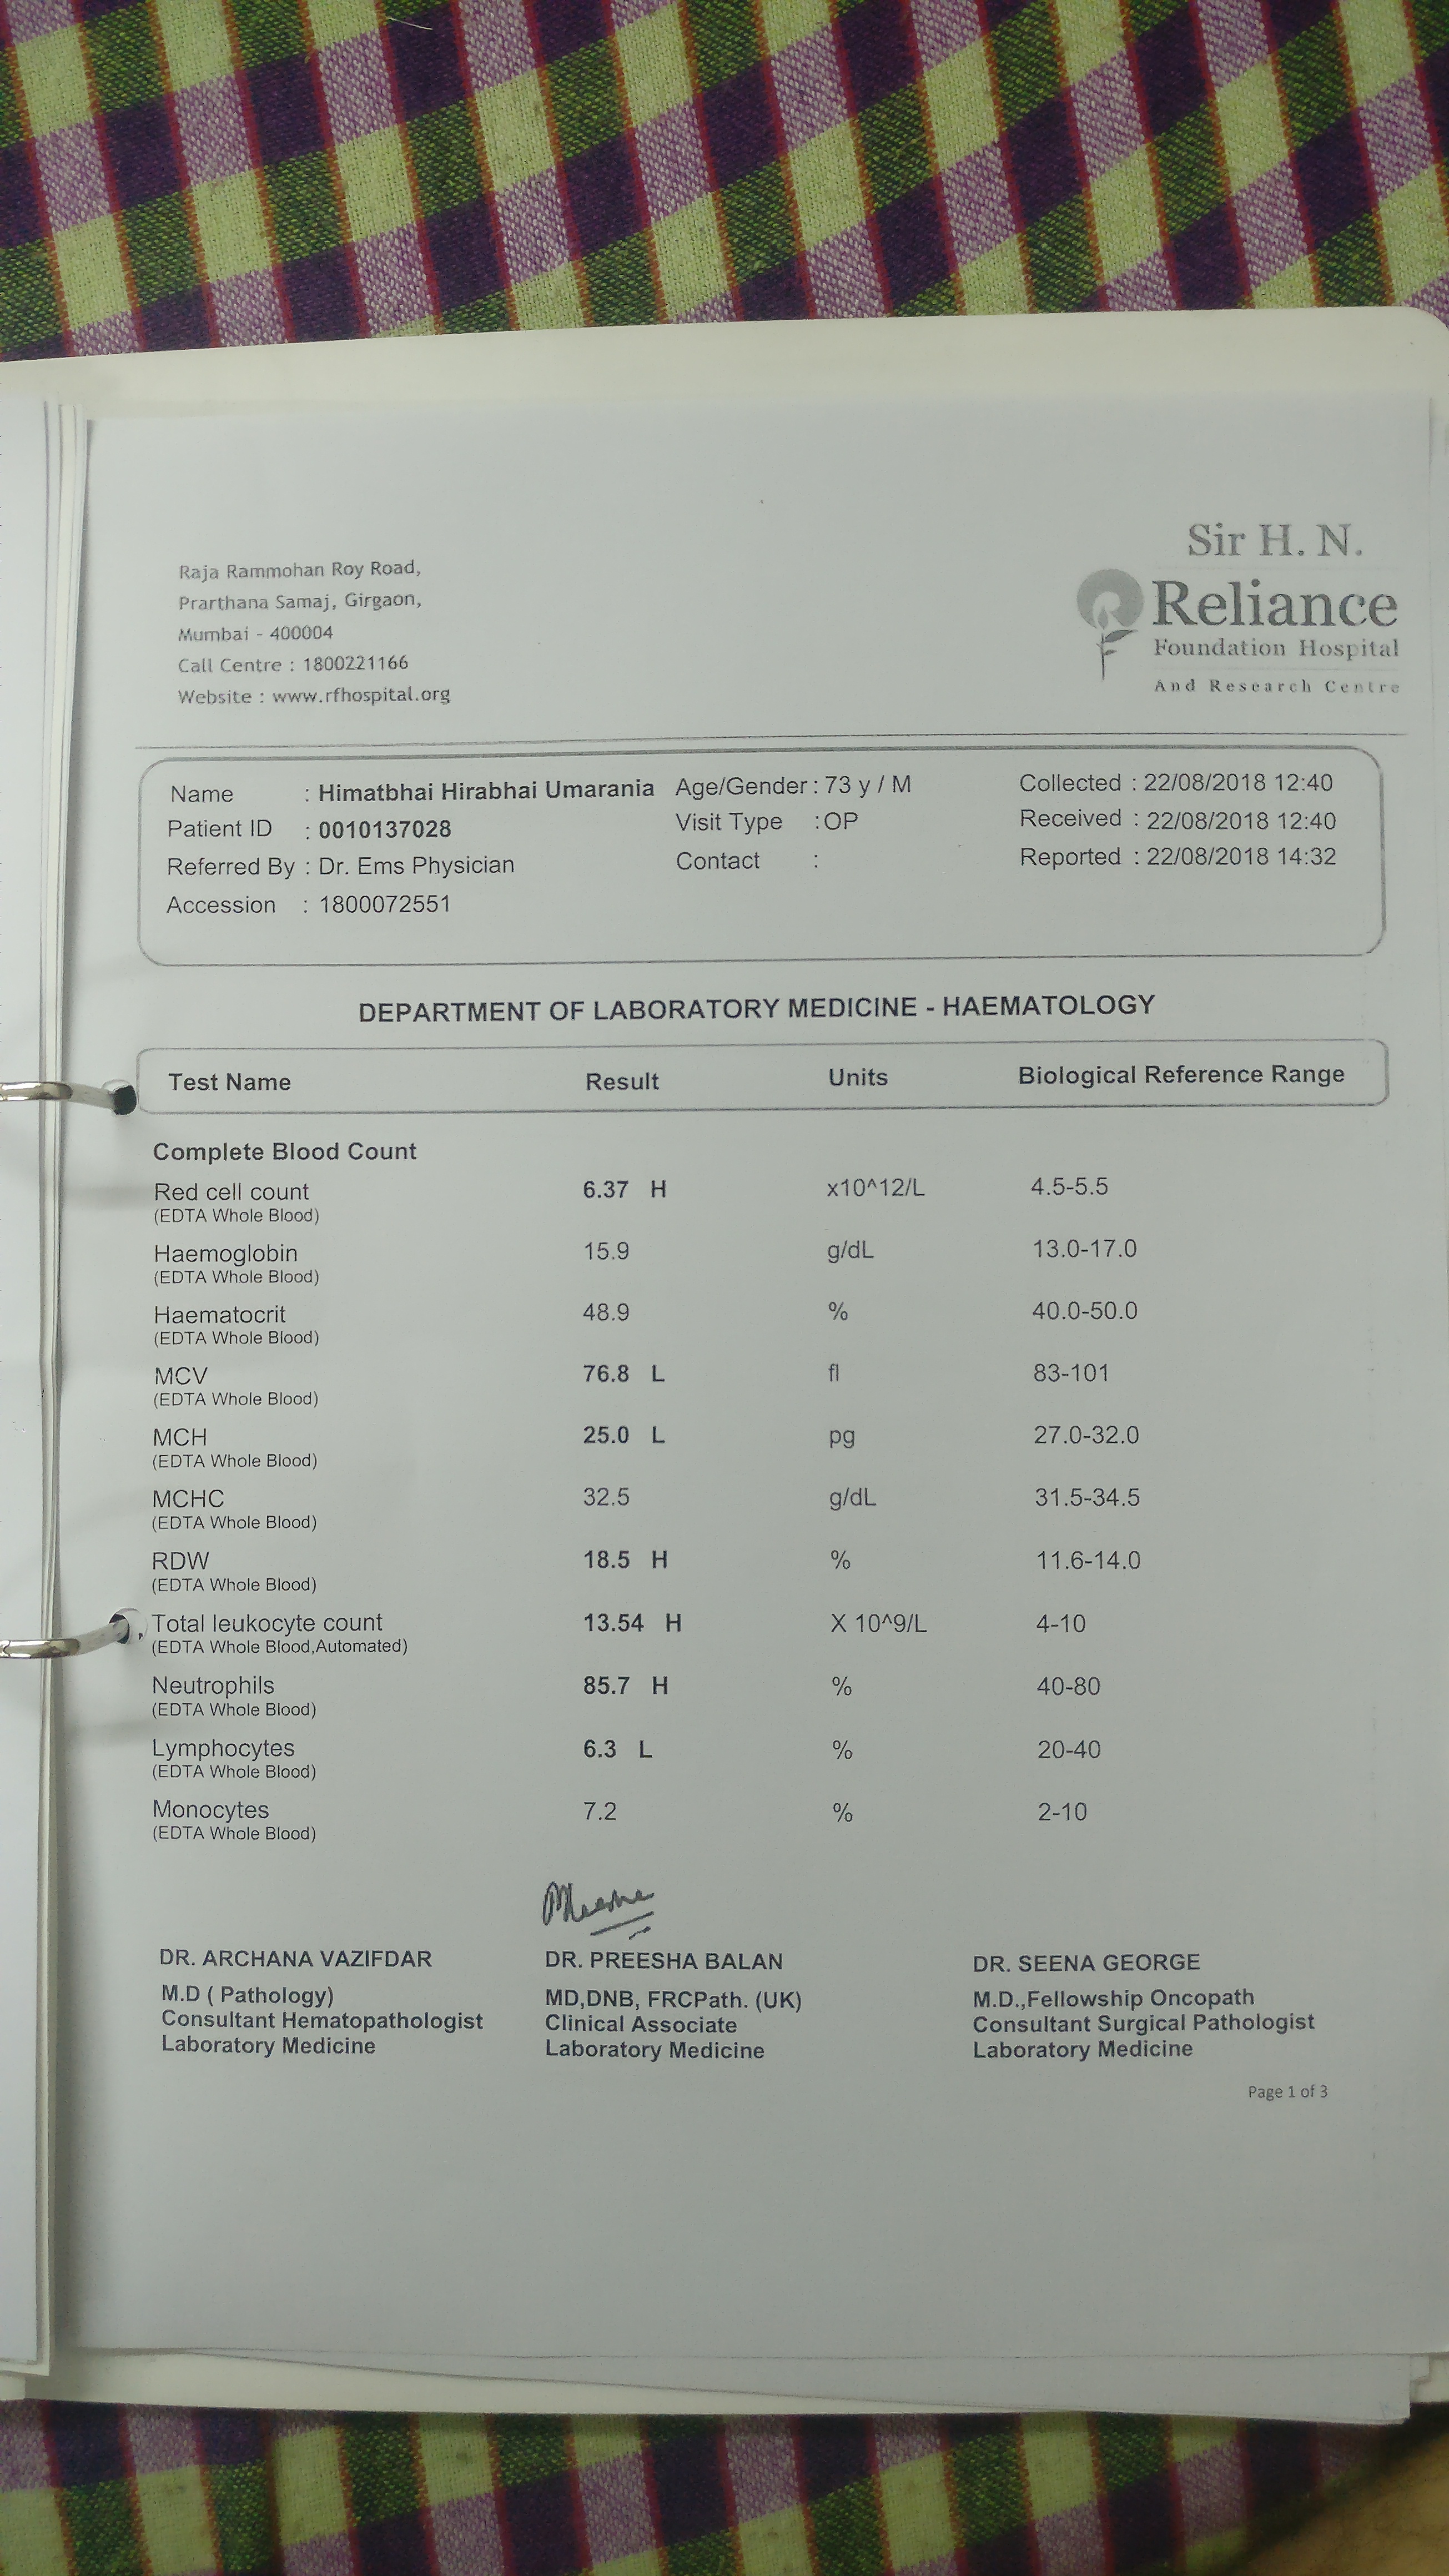 Raja Rammohan Roy Road,
Prarthana Samaj, Girgaon,
Mumbai - 400004
Call Centre : 1800221166
Website : www.rfhospital.org
Sir H. N.
Reliance
Foundation Hospital
And Research Centre
Name : Himatbhai Hirabhai Umarania Age/Gender : 73 y / M Collected : 22/08/2018 12:40
Patient ID : 0010137028 Visit Type : OP Received : 22/08/2018 12:40
Referred By : Dr. Ems Physician Contact : Reported : 22/08/2018 14:32
Accession : 1800072551
DEPARTMENT OF LABORATORY MEDICINE - HAEMATOLOGY
Test Name Result Units Biological Reference Range
Complete Blood Count
Red cell count 6.37 H x10^12/L 4.5-5.5
(EDTA Whole Blood)
Haemoglobin 15.9 g/dL 13.0-17.0
(EDTA Whole Blood)
Haematocrit 48.9 % 40.0-50.0
(EDTA Whole Blood)
MCV 76.8 L fl 83-101
(EDTA Whole Blood)
MCH 25.0 L pg 27.0-32.0
(EDTA Whole Blood)
MCHC 32.5 g/dL 31.5-34.5
(EDTA Whole Blood)
RDW 18.5 H % 11.6-14.0
(EDTA Whole Blood)
Total leukocyte count 13.54 H X 10^9/L 4-10
(EDTA Whole Blood,Automated)
Neutrophils 85.7 H % 40-80
(EDTA Whole Blood)
Lymphocytes 6.3 L % 20-40
(EDTA Whole Blood)
Monocytes 7.2 % 2-10
(EDTA Whole Blood)
DR. ARCHANA VAZIFDAR DR. PREESHA BALAN DR. SEENA GEORGE
M.D ( Pathology) MD,DNB, FRCPath. (UK) M.D.,Fellowship Oncopath
Consultant Hematopathologist Clinical Associate Consultant Surgical Pathologist
Laboratory Medicine Laboratory Medicine Laboratory Medicine
Page 1 of 3